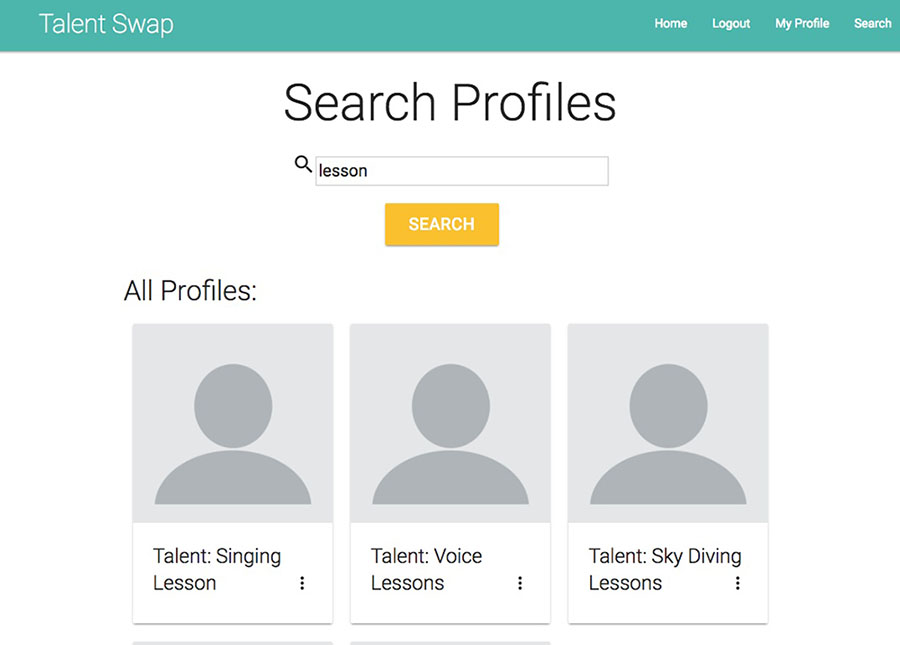 Talent Swap
Home Logout My Profile Search
Search Profiles
lesson
SEARCH
All Profiles:
Talent: Singing
Lesson
Talent: Voice
Lessons
Talent: Sky Diving
Lessons